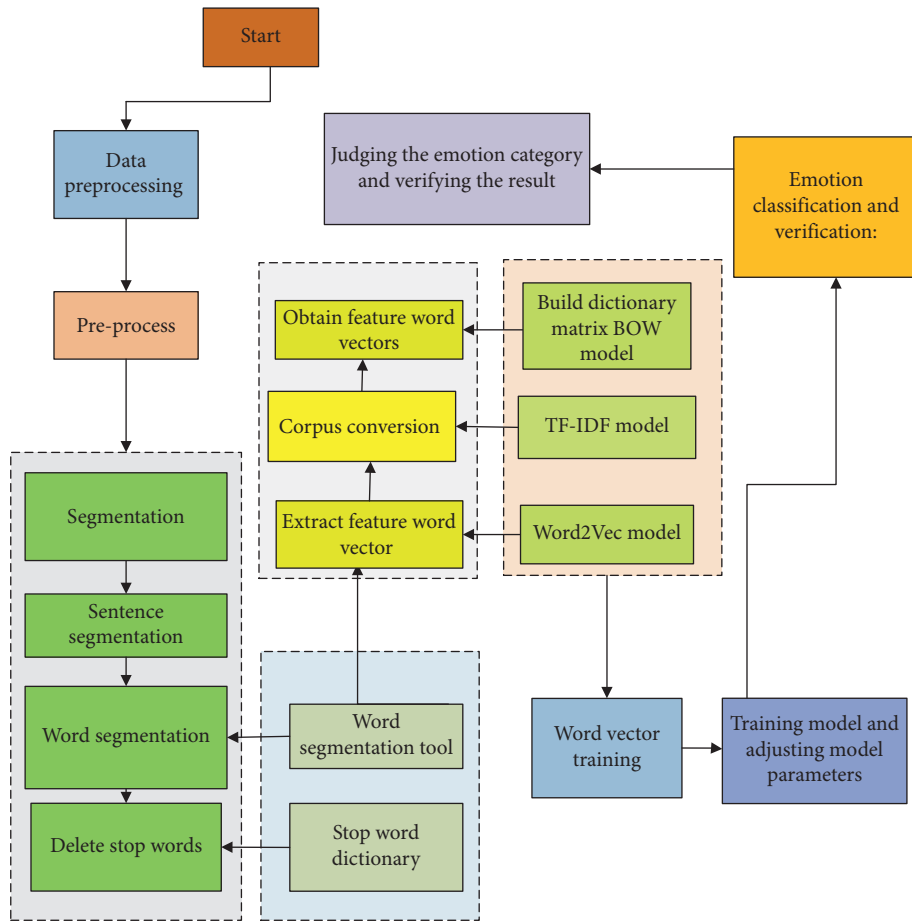 Start
Data
preprocessing
Pre-process
Segmentation
Sentence
segmentation
Word segmentation
Delete stop words
Judging the emotion category
and verifying the result
Obtain feature word
vectors
Corpus conversion
Extract feature word
vector
Word
segmentation tool
Stop word
dictionary
Build dictionary
matrix BOW
model
TF-IDF model
Word2Vec model
Word vector
training
Training model and
adjusting model
parameters
Emotion
classification and
verification: